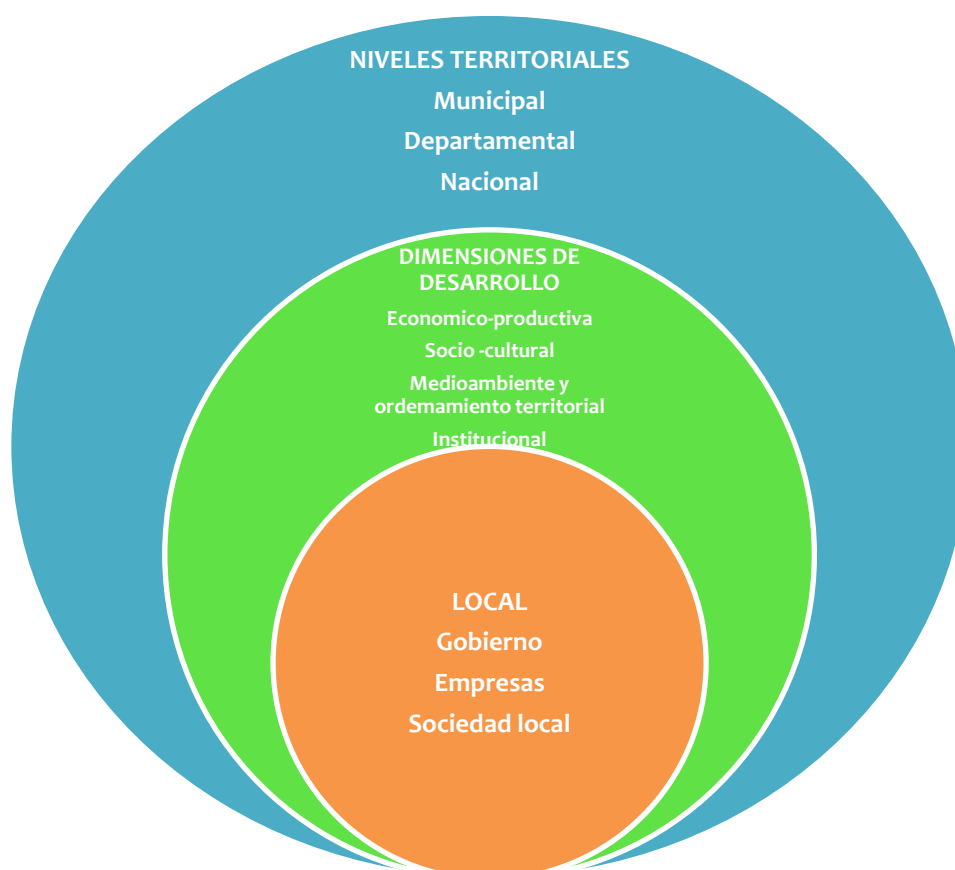 NIVELES TERRITORIALES
Municipal
Departamental
Nacional
DIMENSIONES DE
DESARROLLO
Economico-productiva
Socio -cultural
Medioambiente y
ordemamiento territorial
Institucional
LOCAL
Gobierno
Empresas
Sociedad local